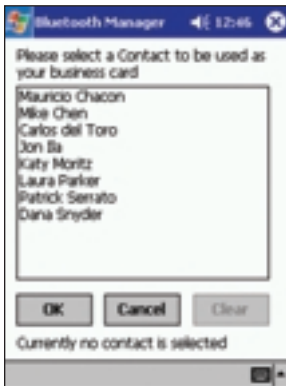 Bluetooth Manager 12:46
Please select a Contact to be used as
your business card
Mauricio Chacon
Mike Chen
Carlos del Toro
Jon Ila
Katy Moritz
Laura Parker
Patrick Serrato
Dana Snyder
OK Cancel Clear
Currently no contact is selected